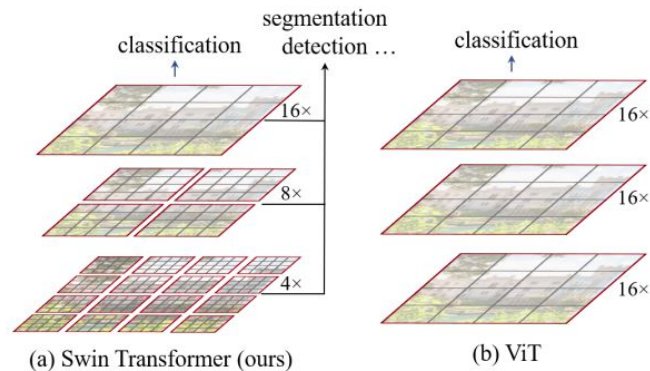 segmentation
classification
detection ...
classification
16×
16×
8×
16×
4×
16×
(a) Swin Transformer (ours)
(b) ViT